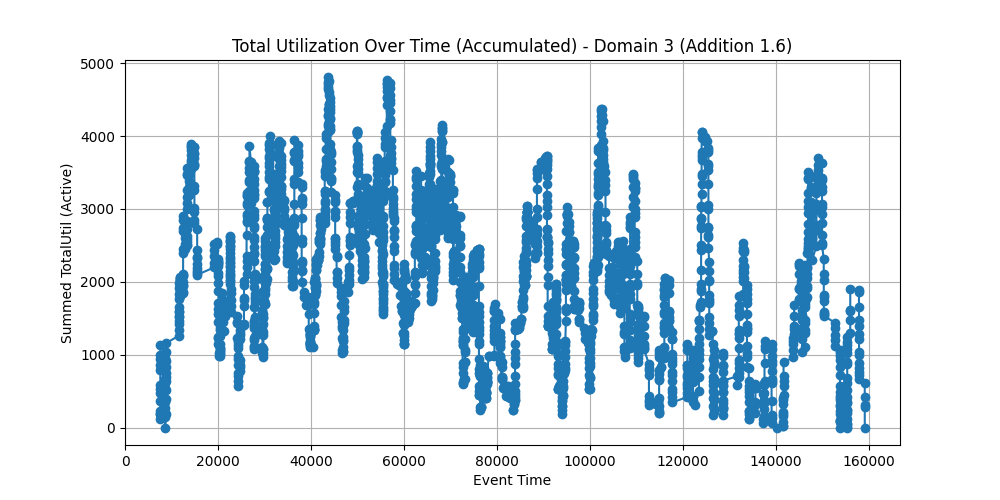 Total Utilization Over Time (Accumulated) - Domain 3 (Addition 1.6)
Summed TotalUtil (Active)
5000
4000
3000
2000
1000
0
0 20000 40000 60000 80000 100000 120000 140000 160000
Event Time